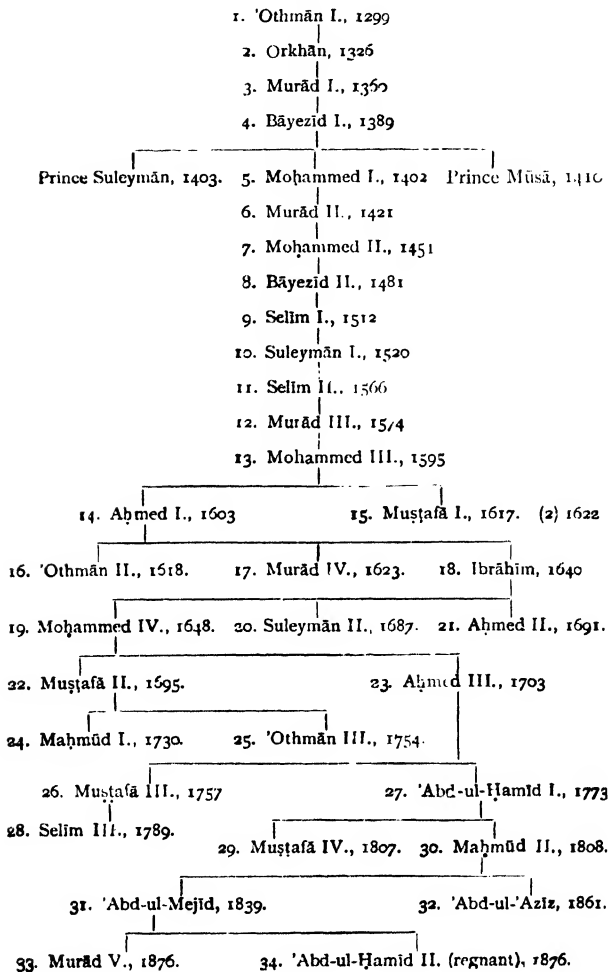 1. 'Othmān I., 1299
2. Orkhān, 1326
3. Murād I., 1360
4. Bāyezīd I., 1389
Prince Suleymān, 1403. 5. Moḥammed I., 1402 Prince Mūsā, 1410
6. Murād II., 1421
7. Moḥammed II., 1451
8. Bāyezīd II., 1481
9. Selīm I., 1512
10. Suleymān I., 1520
11. Selīm II., 1566
12. Murād III., 1574
13. Mohammed III., 1595
14. Aḥmed I., 1603 15. Muṣṭafā I., 1617. (2) 1622
16. 'Othmān II., 1618. 17. Murād IV., 1623. 18. Ibrāhīm, 1640
19. Moḥammed IV., 1648. 20. Suleymān II., 1687. 21. Aḥmed II., 1691.
22. Muṣṭafā II., 1695. 23. Aḥmed III., 1703
24. Maḥmūd I., 1730. 25. 'Othmān III., 1754.
26. Muṣṭafā III., 1757 27. 'Abd-ul-Ḥamīd I., 1773
28. Selīm III., 1789.
29. Muṣṭafā IV., 1807. 30. Maḥmūd II., 1808.
31. 'Abd-ul-Mejīd, 1839. 32. 'Abd-ul-'Azīz, 1861.
33. Murād V., 1876. 34. 'Abd-ul-Ḥamīd II. (regnant), 1876.